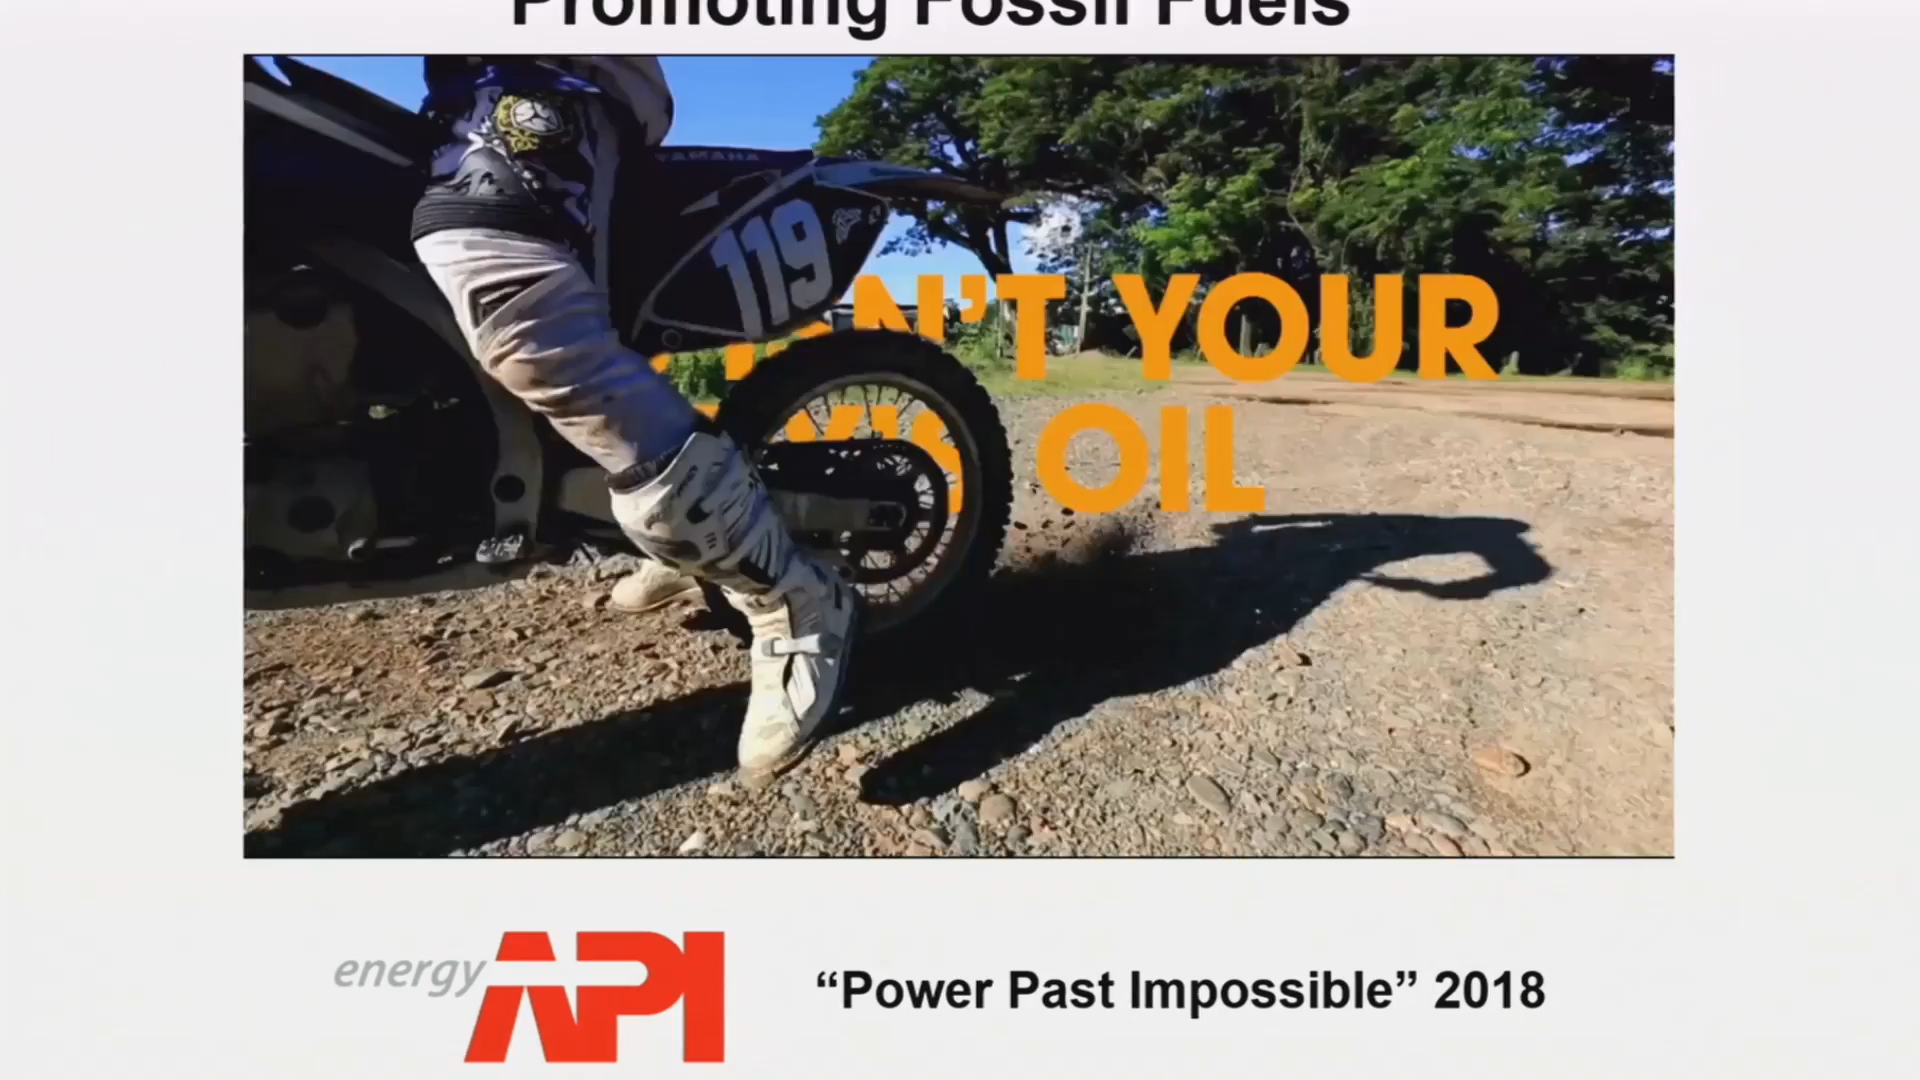 Promoting Fossil Fuels
YAMAHA
119
N'T YOUR
OIL
energy API
“Power Past Impossible” 2018